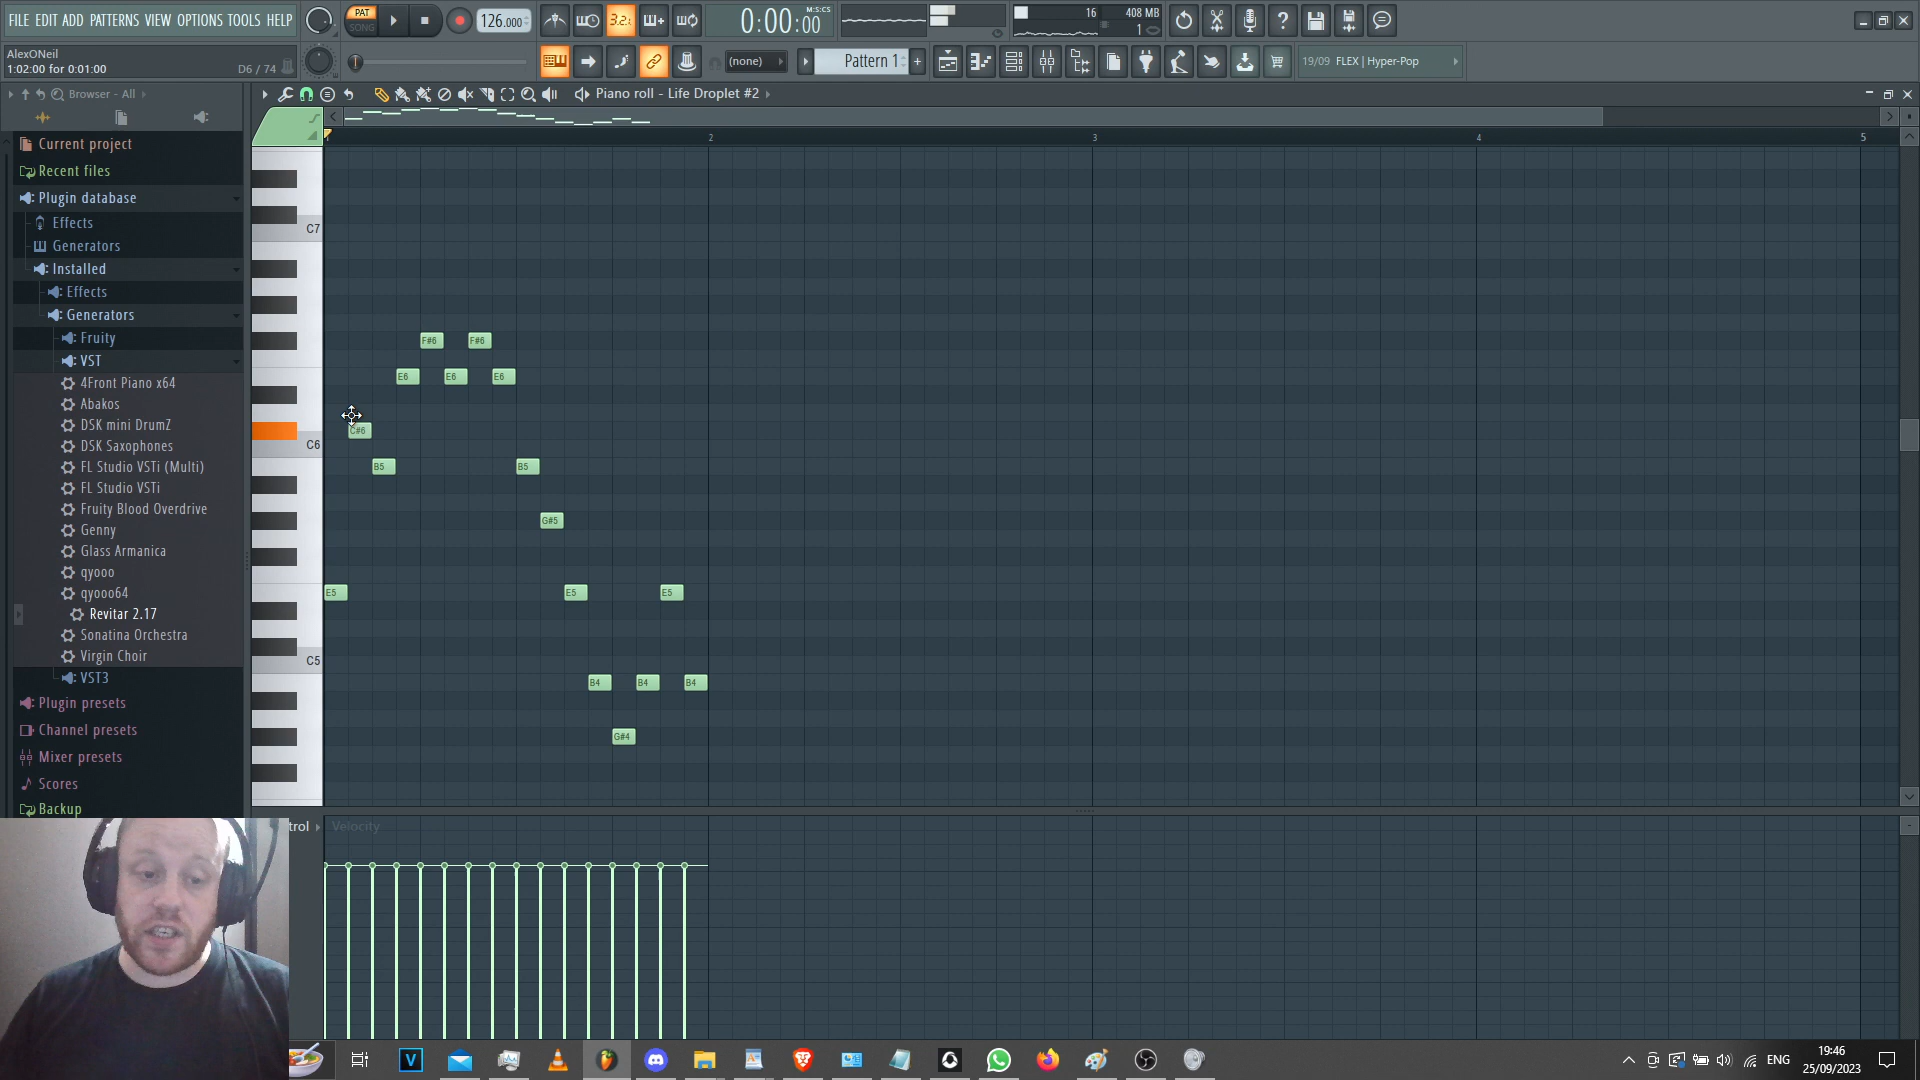 FILE EDIT ADD PATTERNS VIEW OPTIONS TOOLS HELP
PAT
SONG
126.000
3.2.
0:00:00
M:S:CS
16
408 MB
1
AlexONeil
1:02:00 for 0:01:00
D6 / 74
(none)
Pattern 1
+
19/09 FLEX | Hyper-Pop
Browser - All
Piano roll - Life Droplet #2
Current project
Recent files
Plugin database
Effects
Generators
Installed
Effects
Generators
Fruity
VST
4Front Piano x64
Abakos
DSK mini DrumZ
DSK Saxophones
FL Studio VSTi (Multi)
FL Studio VSTi
Fruity Blood Overdrive
Genny
Glass Armanica
qyooo
qyooo64
Revitar 2.17
Sonatina Orchestra
Virgin Choir
VST3
Plugin presets
Channel presets
Mixer presets
Scores
Backup
2
3
4
5
C7
C6
C5
F#6 F#6
E6 E6 E6
C#6
B5 B5
G#5
E5 E5 E5
B4 B4 B4
G#4
trol
Velocity
V
ENG
19:46
25/09/2023